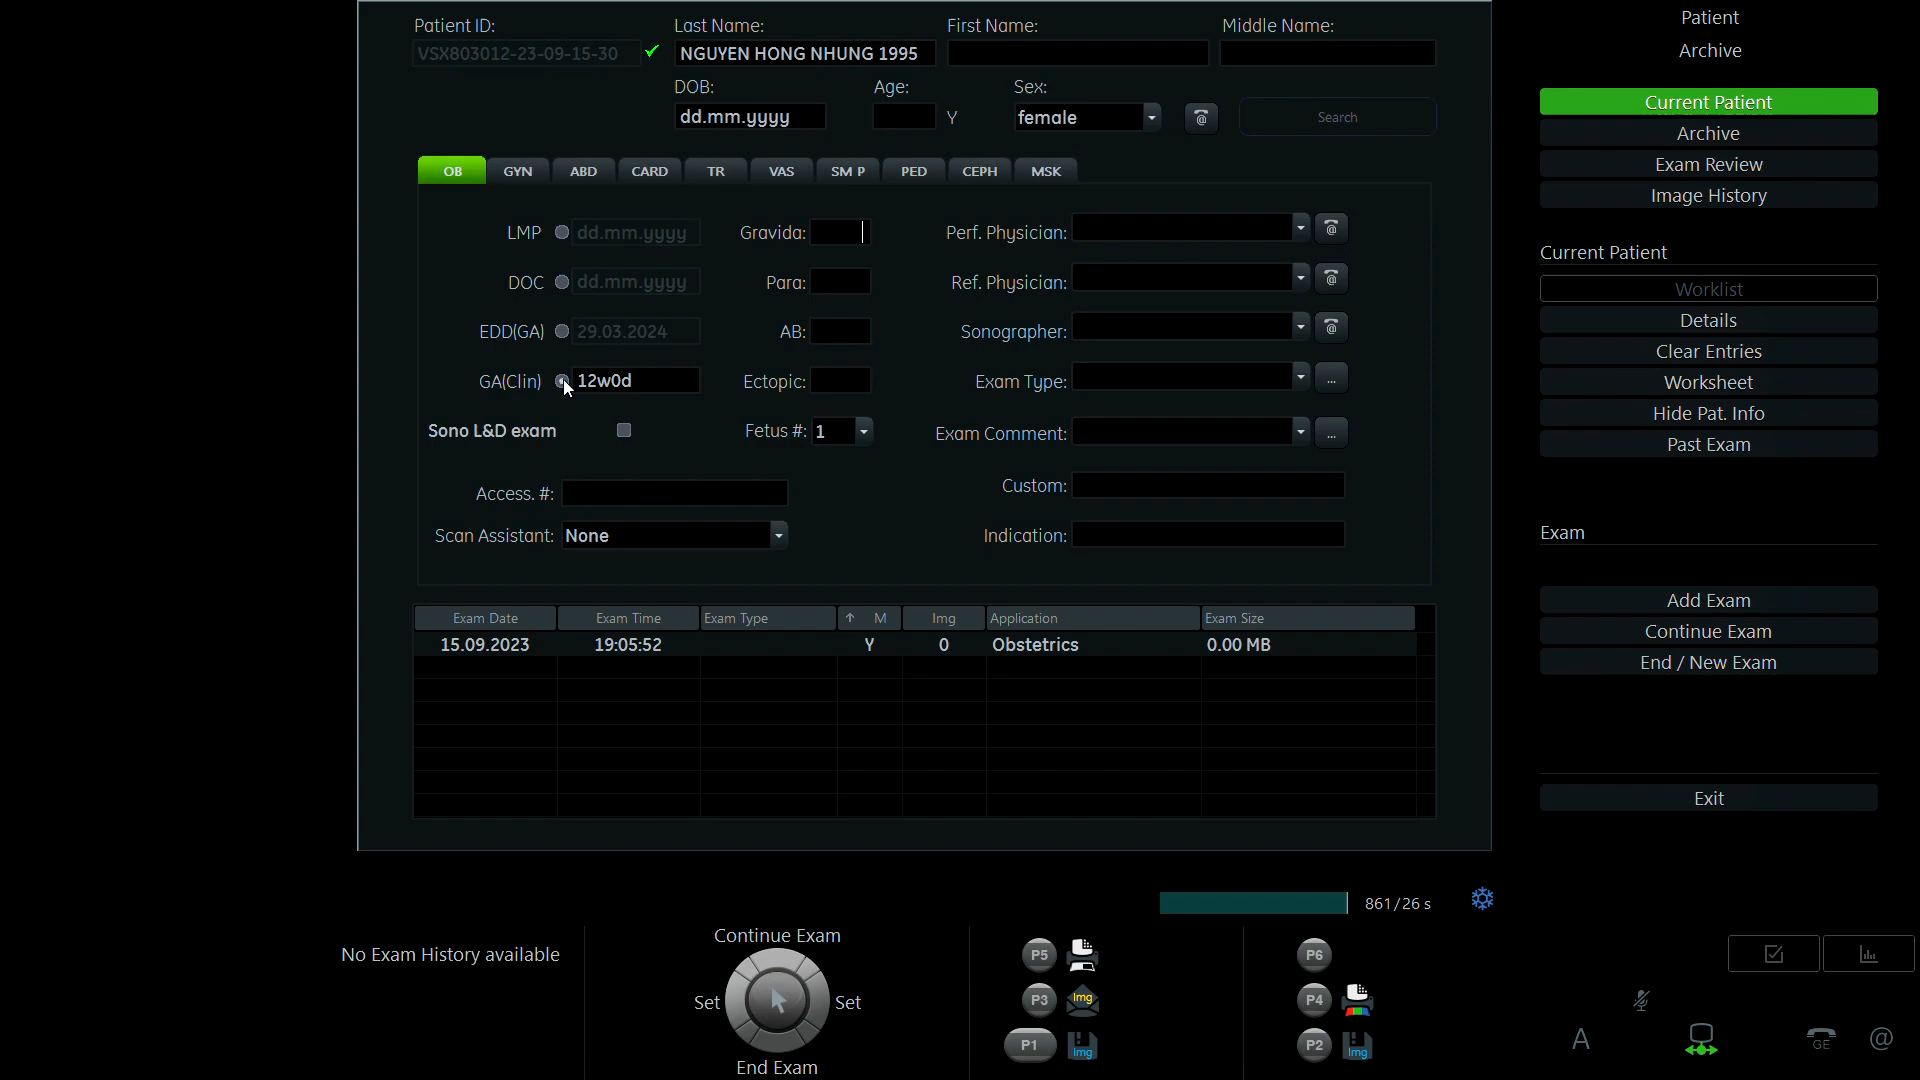 Patient ID: Last Name: First Name: Middle Name:
VSX803012-23-09-15-30 NGUYEN HONG NHUNG 1995
DOB: Age: Sex:
dd.mm.yyyy Y female @ Search
OB GYN ABD CARD TR VAS SM P PED CEPH MSK
LMP dd.mm.yyyy Gravida: Perf. Physician: @
DOC dd.mm.yyyy Para: Ref. Physician: @
EDD(GA) 29.03.2024 AB: Sonographer: @
GA(Clin) 12w0d Ectopic: Exam Type: ...
Sono L&D exam Fetus #: 1 Exam Comment: ...
Access. #: Custom:
Scan Assistant: None Indication:
Exam Date Exam Time Exam Type ↑ M Img Application Exam Size
15.09.2023 19:05:52 Y 0 Obstetrics 0.00 MB
Patient
Archive
Current Patient
Archive
Exam Review
Image History
Current Patient
Worklist
Details
Clear Entries
Worksheet
Hide Pat. Info
Past Exam
Exam
Add Exam
Continue Exam
End / New Exam
Exit
861/26 s
No Exam History available
Continue Exam
Set Set
End Exam
P5 P6
P3 Img P4
P1 Img P2 Img
A GE @